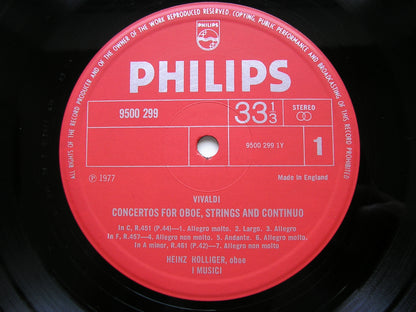 ALL RIGHTS OF THE RECORD PRODUCER AND OF THE OWNER OF THE WORK REPRODUCED RESERVED. COPYING, PUBLIC PERFORMANCE AND BROADCASTING OF THIS RECORD PROHIBITED
PHILIPS
PHILIPS
9500 299
33 1/3
STEREO
9500 299 1Y
1
℗ 1977
Made in England
VIVALDI
CONCERTOS FOR OBOE, STRINGS AND CONTINUO
In C, R.451 (P.44)—1. Allegro molto. 2. Largo. 3. Allegro
In F, R.457—4. Allegro non molto. 5. Andante. 6. Allegro molto.
In A minor, R.461 (P.42)—7. Allegro non molto
HEINZ HOLLIGER, oboe
I MUSICI